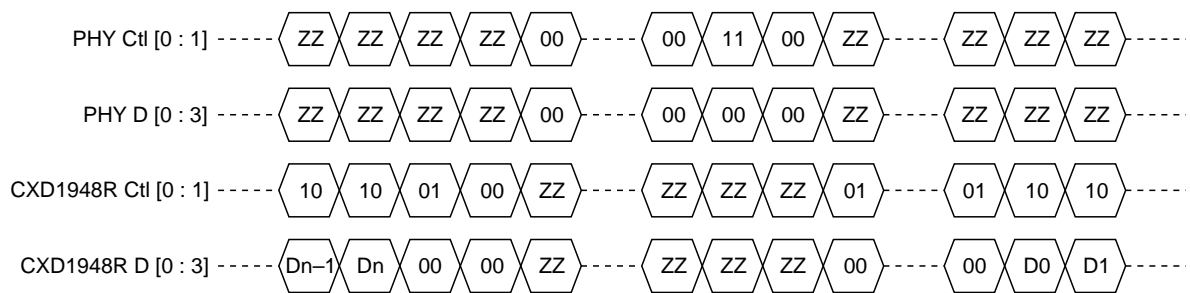 PHY Ctl [0 : 1] ZZ ZZ ZZ ZZ 00 00 11 00 ZZ ZZ ZZ ZZ
PHY D [0 : 3] ZZ ZZ ZZ ZZ 00 00 00 00 ZZ ZZ ZZ ZZ
CXD1948R Ctl [0 : 1] 10 10 01 00 ZZ ZZ ZZ ZZ 01 01 10 10
CXD1948R D [0 : 3] Dn–1 Dn 00 00 ZZ ZZ ZZ ZZ 00 00 D0 D1